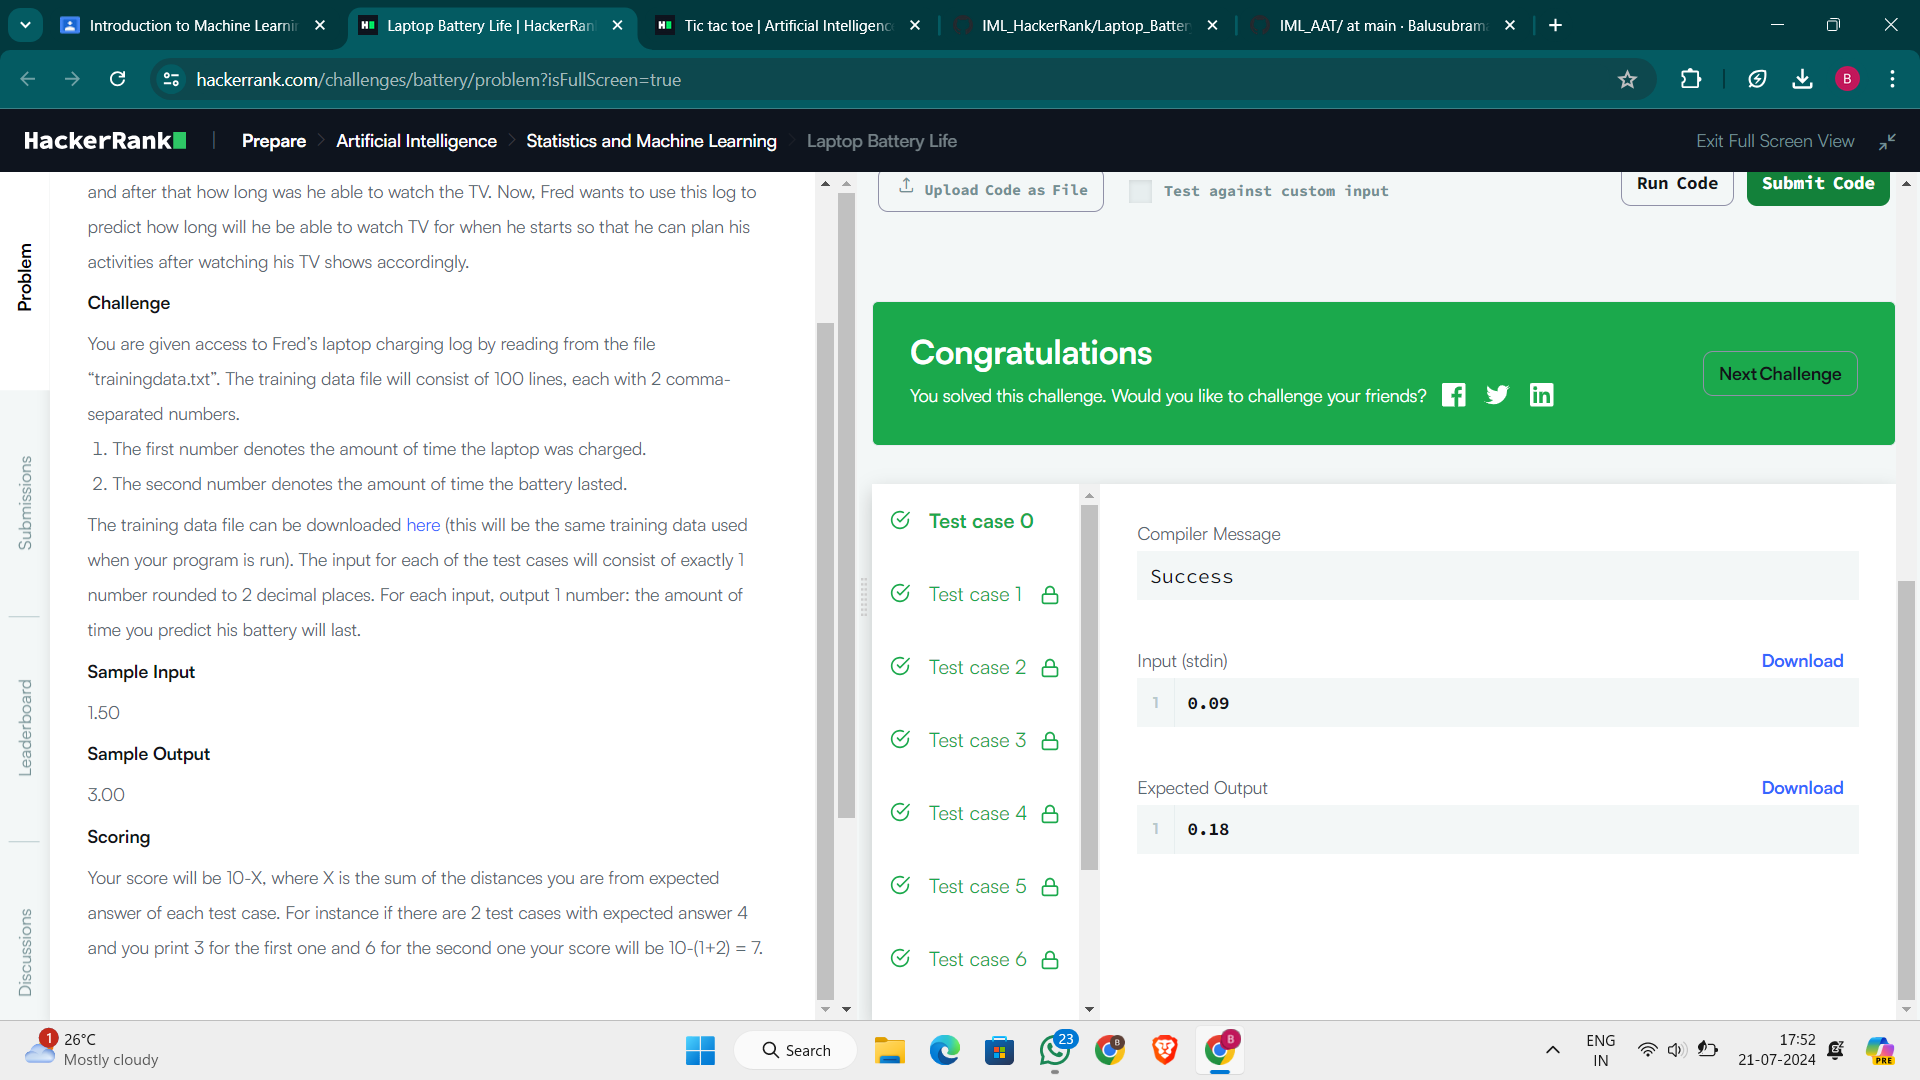 Introduction to Machine Learnin
Laptop Battery Life | HackerRan
Tic tac toe | Artificial Intelligenc
IML_HackerRank/Laptop_Batter
IML_AAT/ at main · Balusubrama
hackerrank.com/challenges/battery/problem?isFullScreen=true
B
HackerRank
Prepare
Artificial Intelligence
Statistics and Machine Learning
Laptop Battery Life
Exit Full Screen View
Problem
Submissions
Leaderboard
Discussions
and after that how long was he able to watch the TV. Now, Fred wants to use this log to
predict how long will he be able to watch TV for when he starts so that he can plan his
activities after watching his TV shows accordingly.
Challenge
You are given access to Fred's laptop charging log by reading from the file
“trainingdata.txt”. The training data file will consist of 100 lines, each with 2 comma-
separated numbers.
1. The first number denotes the amount of time the laptop was charged.
2. The second number denotes the amount of time the battery lasted.
The training data file can be downloaded here (this will be the same training data used
when your program is run). The input for each of the test cases will consist of exactly 1
number rounded to 2 decimal places. For each input, output 1 number: the amount of
time you predict his battery will last.
Sample Input
1.50
Sample Output
3.00
Scoring
Your score will be 10-X, where X is the sum of the distances you are from expected
answer of each test case. For instance if there are 2 test cases with expected answer 4
and you print 3 for the first one and 6 for the second one your score will be 10-(1+2) = 7.
Upload Code as File
Test against custom input
Run Code
Submit Code
Congratulations
You solved this challenge. Would you like to challenge your friends?
Next Challenge
Test case 0
Test case 1
Test case 2
Test case 3
Test case 4
Test case 5
Test case 6
Compiler Message
Success
Input (stdin)
Download
1
0.09
Expected Output
Download
1
0.18
1
26°C
Mostly cloudy
Search
23
B
B
ENG
IN
17:52
21-07-2024
PRE